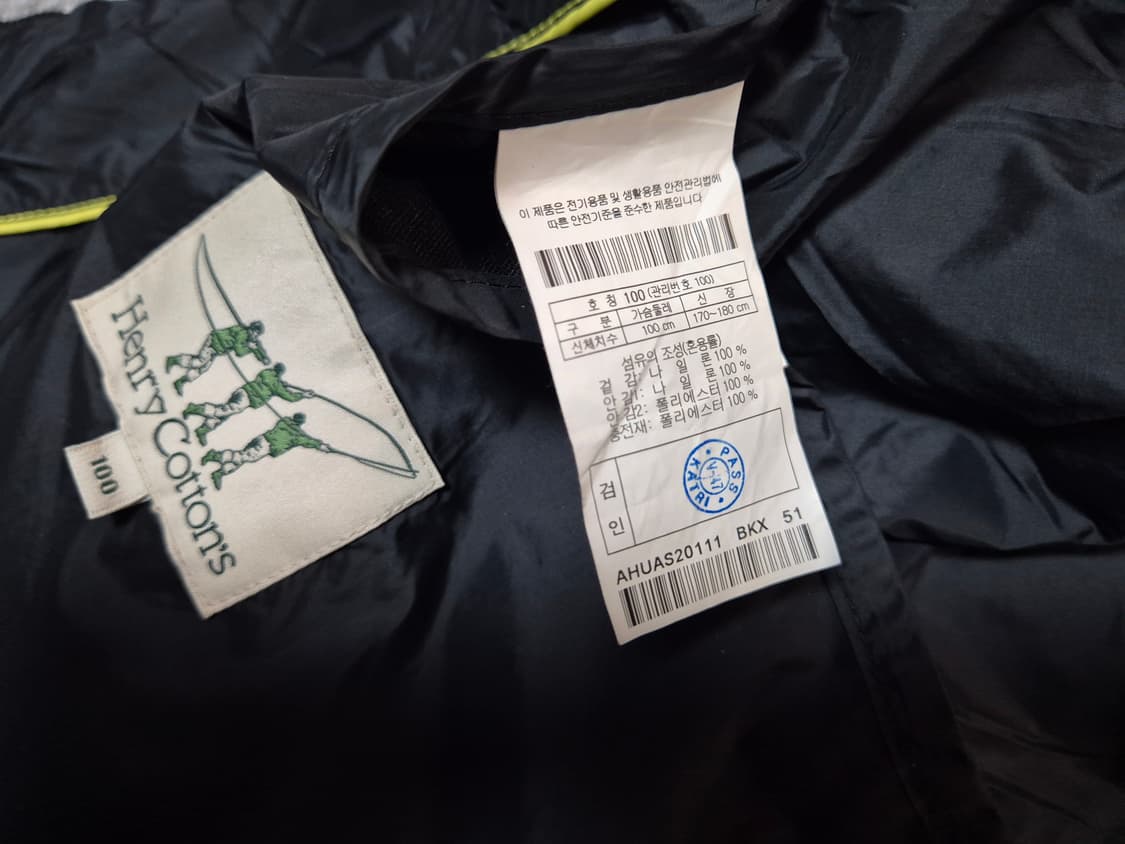 Henry Cotton's
100
이 제품은 전기용품 및 생활용품 안전관리법에
따른 안전기준을 준수한 제품입니다
호 칭 100 (관리번호 100)
구 분 가슴둘레 신 장
신체치수 100 cm 170~180 cm
섬유의 조성(혼용률)
겉 감: 나 일 론 100 %
안 감1: 나 일 론 100 %
안 감2: 폴리에스터 100 %
충전재: 폴리에스터 100 %
검 인
PASS
V-47
KATRI
AHUAS20111 BKX 51